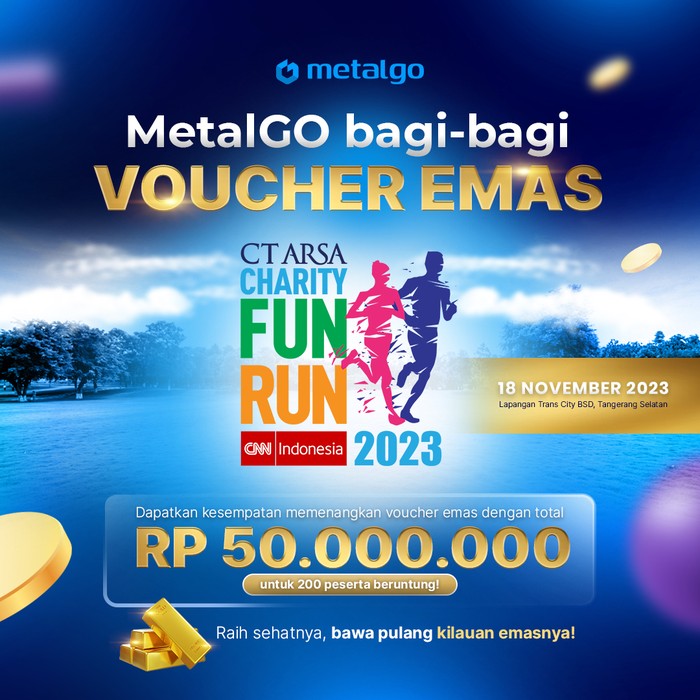 metalgo
MetalGO bagi-bagi
VOUCHER EMAS
CT ARSA
CHARITY
FUN
RUN
CNN Indonesia
2023
18 NOVEMBER 2023
Lapangan Trans City BSD, Tangerang Selatan
Dapatkan kesempatan memenangkan voucher emas dengan total
RP 50.000.000
untuk 200 peserta beruntung!
Raih sehatnya, bawa pulang kilauan emasnya!